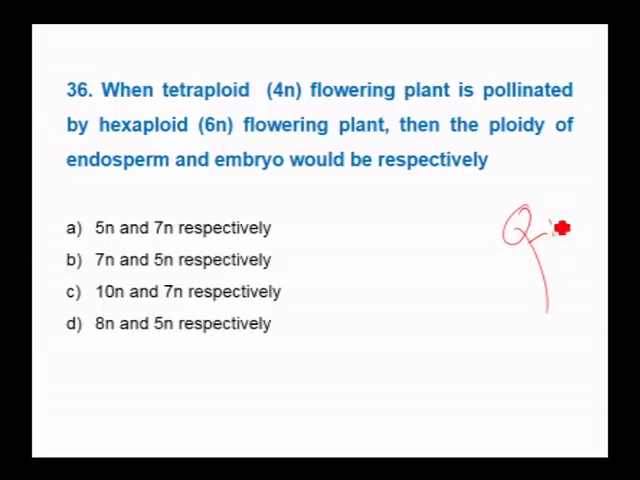 36. When tetraploid (4n) flowering plant is pollinated
by hexaploid (6n) flowering plant, then the ploidy of
endosperm and embryo would be respectively
a) 5n and 7n respectively
b) 7n and 5n respectively
c) 10n and 7n respectively
d) 8n and 5n respectively